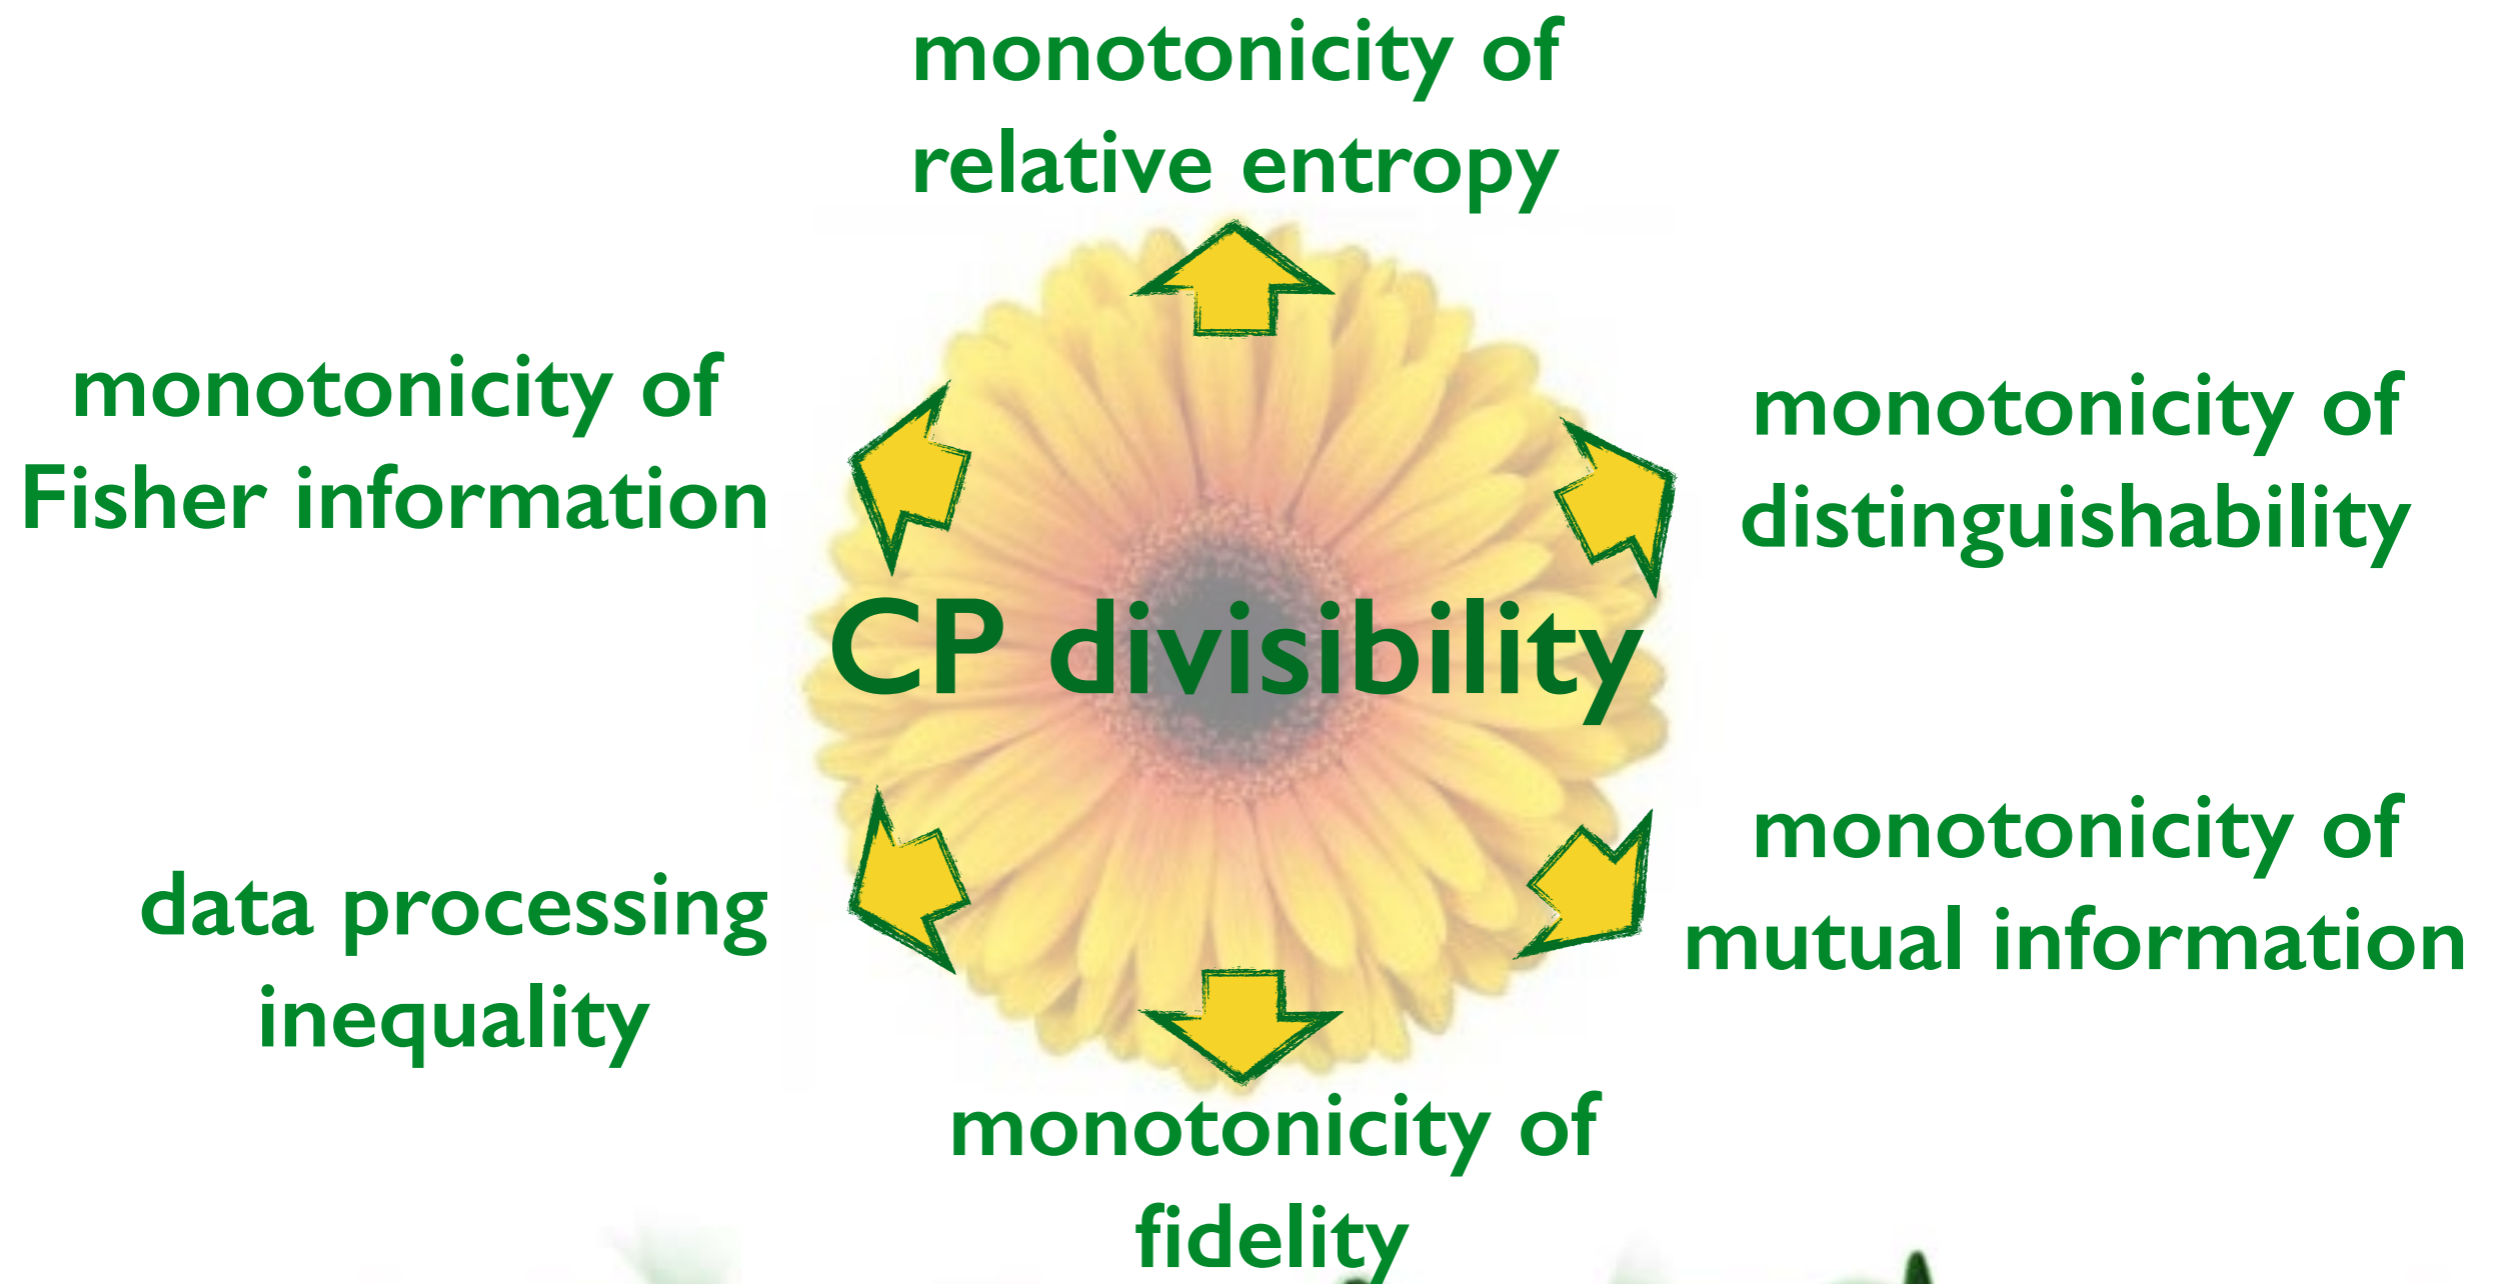 monotonicity of
relative entropy
monotonicity of
Fisher information
monotonicity of
distinguishability
CP divisibility
data processing
inequality
monotonicity of
mutual information
monotonicity of
fidelity